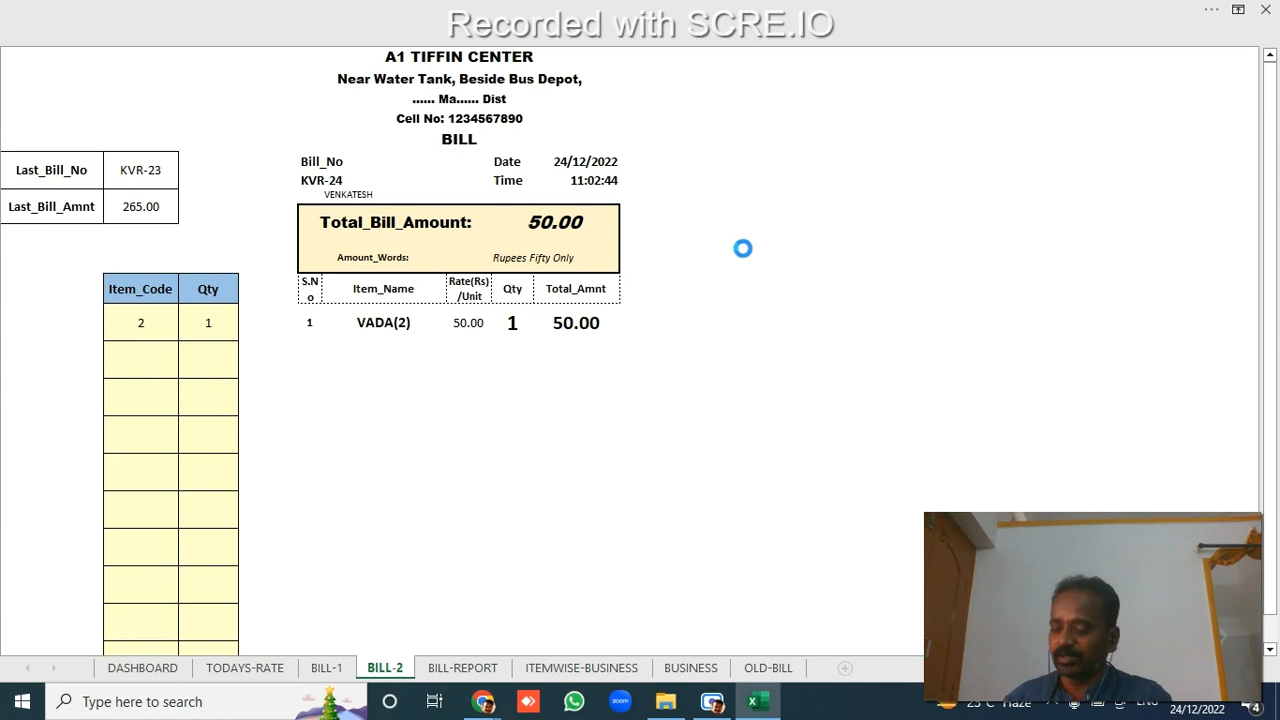 Recorded with SCRE.IO
A1 TIFFIN CENTER
Near Water Tank, Beside Bus Depot,
...... Ma...... Dist
Cell No: 1234567890
BILL
Last_Bill_No KVR-23
Last_Bill_Amnt 265.00
Bill_No Date 24/12/2022
KVR-24 Time 11:02:44
VENKATESH
Total_Bill_Amount: 50.00
Amount_Words: Rupees Fifty Only
S.No Item_Name Rate(Rs)/Unit Qty Total_Amnt
1 VADA(2) 50.00 1 50.00
Item_Code Qty
2 1
DASHBOARD TODAYS-RATE BILL-1 BILL-2 BILL-REPORT ITEMWISE-BUSINESS BUSINESS OLD-BILL
Type here to search
zoom
24/12/2022
4